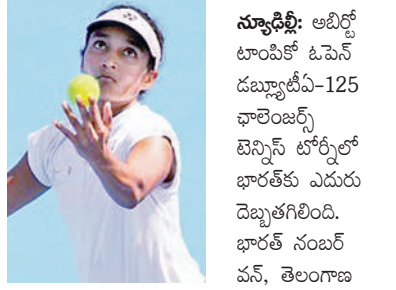 న్యూఢిల్లీ: అబిర్తో
టాంపికో ఓపెన్
డబ్ల్యూటీఏ-125
ఛాలెంజర్స్
టెన్నిస్ టోర్నీలో
భారత్‌కు ఎదురు
దెబ్బతగిలింది.
భారత్ నంబర్
వన్, తెలంగాణ